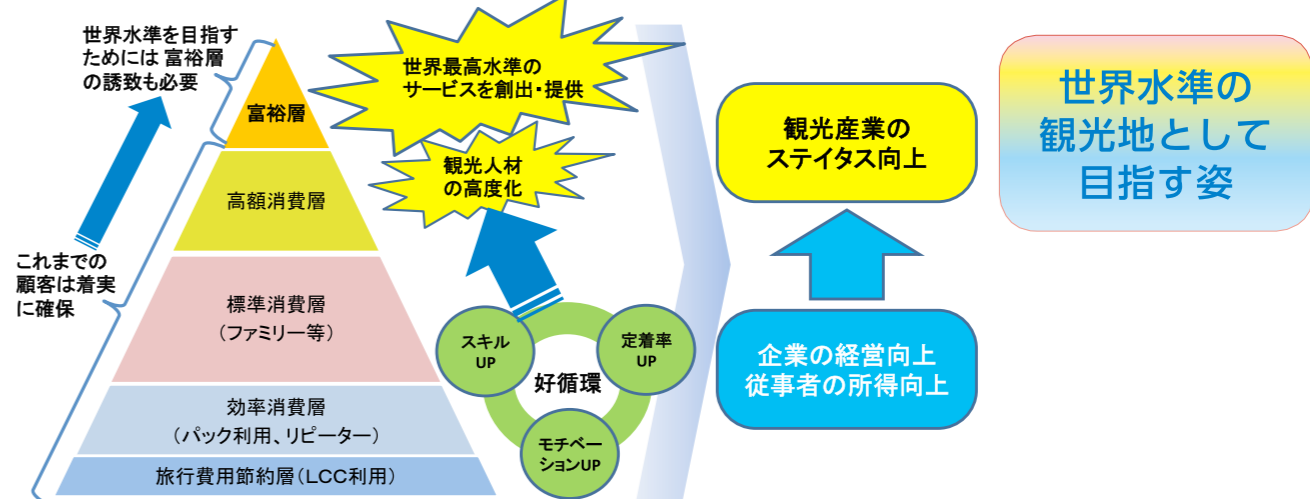 世界水準を目指す
ためには 富裕層
の誘致も必要
これまでの
顧客は着実
に確保
富裕層
高額消費層
標準消費層
(ファミリー等)
効率消費層
(パック利用、リピーター)
旅行費用節約層(LCC利用)
世界最高水準の
サービスを創出・提供
観光人材
の高度化
スキル
UP
定着率
UP
好循環
モチベー
ションUP
観光産業の
ステイタス向上
企業の経営向上
従事者の所得向上
世界水準の
観光地として
目指す姿